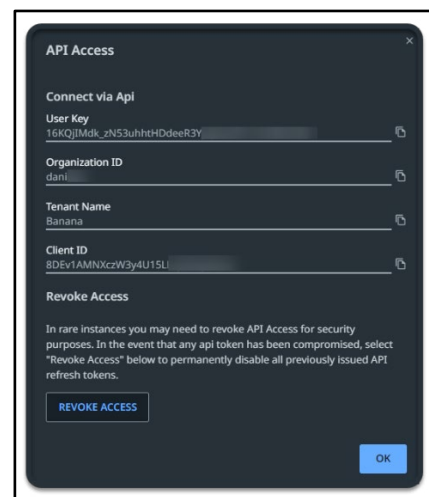 API Access
Connect via Api
User Key
16KQjIMdk_zN53uhhtHDdeeR3Y
Organization ID
dani
Tenant Name
Banana
Client ID
8DEv1AMNXczW3y4U15LI
Revoke Access
In rare instances you may need to revoke API Access for security
purposes. In the event that any api token has been compromised, select
"Revoke Access" below to permanently disable all previously issued API
refresh tokens.
REVOKE ACCESS
OK